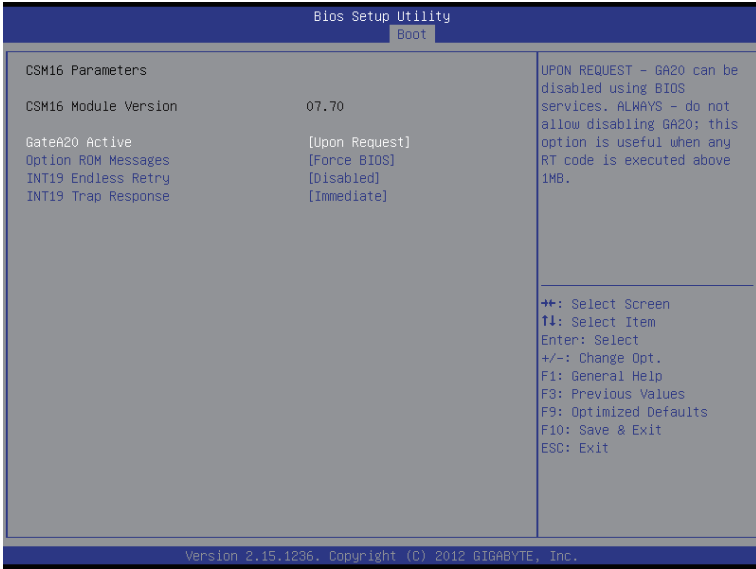 Bios Setup Utility
Boot
CSM16 Parameters
CSM16 Module Version 07.70
GateA20 Active [Upon Request]
Option ROM Messages [Force BIOS]
INT19 Endless Retry [Disabled]
INT19 Trap Response [Immediate]
UPON REQUEST – GA20 can be
disabled using BIOS
services. ALWAYS – do not
allow disabling GA20; this
option is useful when any
RT code is executed above
1MB.
→←: Select Screen
↑↓: Select Item
Enter: Select
+/-: Change Opt.
F1: General Help
F3: Previous Values
F9: Optimized Defaults
F10: Save & Exit
ESC: Exit
Version 2.15.1236. Copyright (C) 2012 GIGABYTE, Inc.